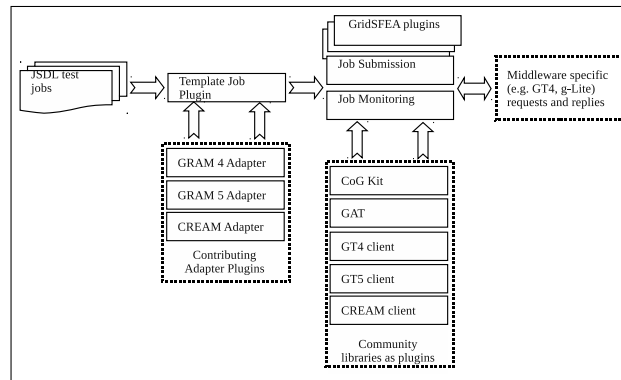 GridSFEA plugins
JSDL test
jobs
Template Job
Plugin
Job Submission
Job Monitoring
Middleware specific
(e.g. GT4, g-Lite)
requests and replies
GRAM 4 Adapter
GRAM 5 Adapter
CREAM Adapter
Contributing
Adapter Plugins
CoG Kit
GAT
GT4 client
GT5 client
CREAM client
Community
libraries as plugins